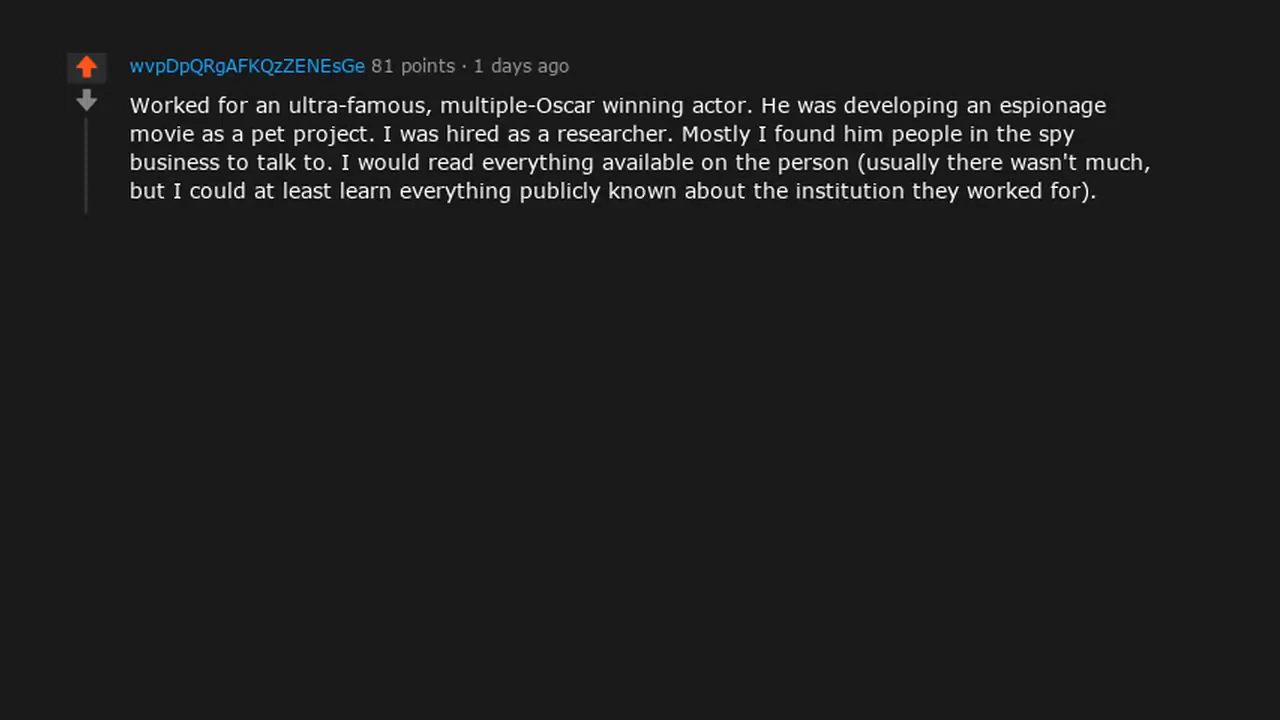 wvpDpQRgAFKQzZENEsGe 81 points · 1 days ago
Worked for an ultra-famous, multiple-Oscar winning actor. He was developing an espionage
movie as a pet project. I was hired as a researcher. Mostly I found him people in the spy
business to talk to. I would read everything available on the person (usually there wasn't much,
but I could at least learn everything publicly known about the institution they worked for).